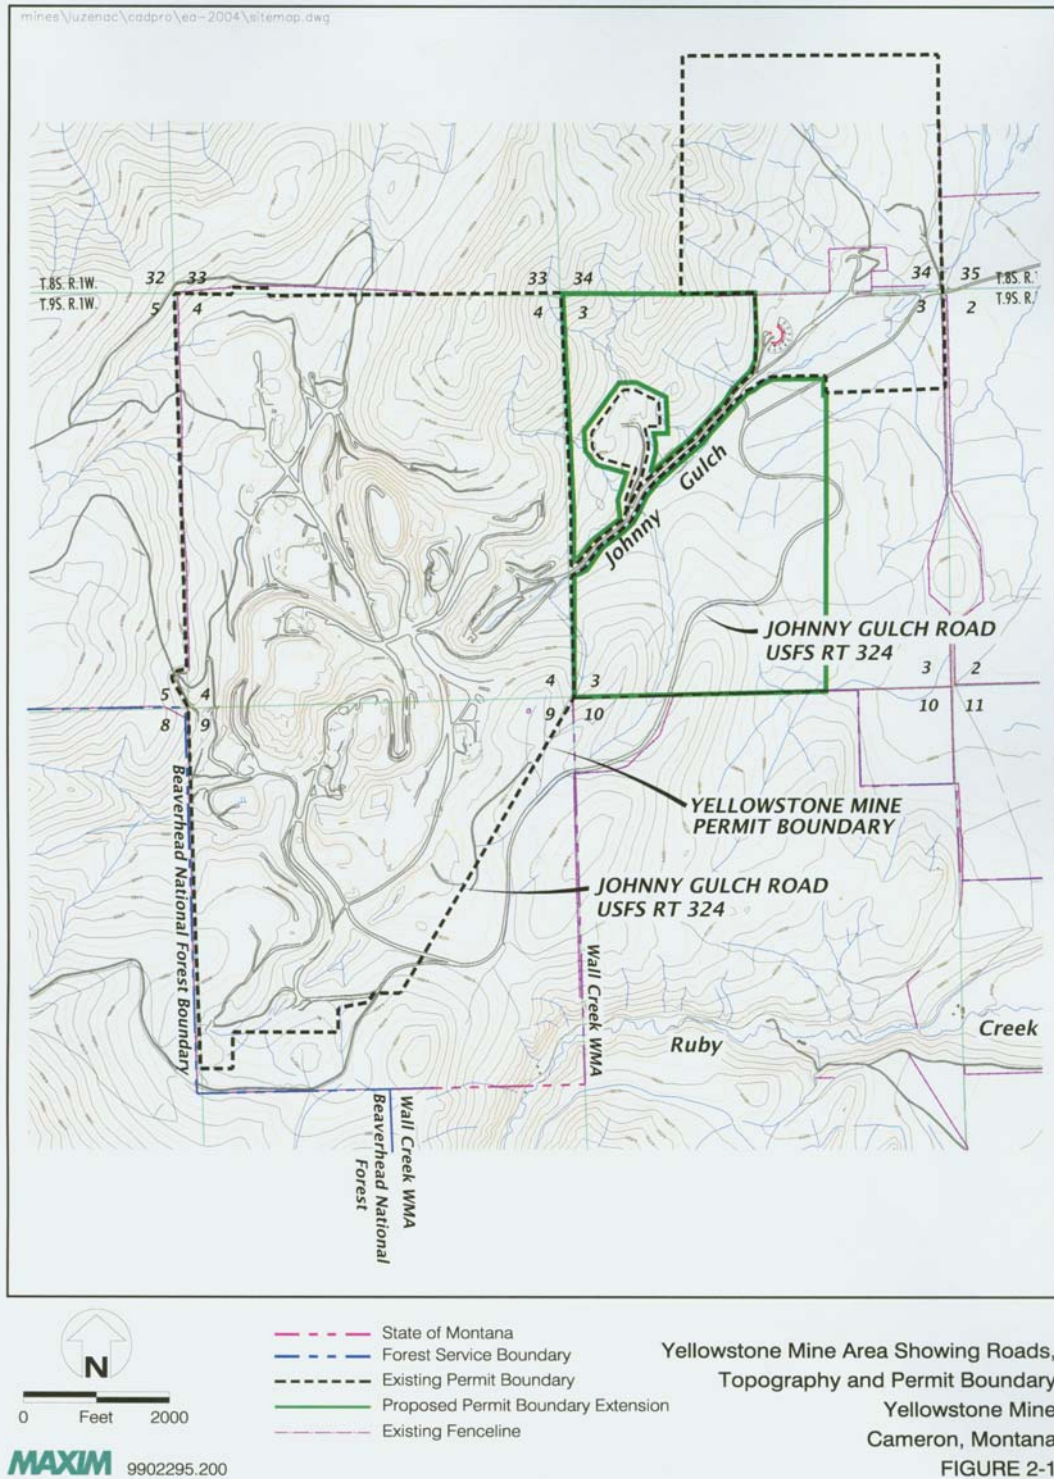 mines\luzenac\cadpro\ea-2004\sitemap.dwg
32 33
33 34
34 35
T.8S. R.1W.
T.9S. R.1W.
T.8S. R.
T.9S. R.
5 4
4 3
3 2
Johnny Gulch
JOHNNY GULCH ROAD
USFS RT 324
5 4
8 9
4 3
9 10
3 2
10 11
YELLOWSTONE MINE
PERMIT BOUNDARY
JOHNNY GULCH ROAD
USFS RT 324
Beaverhead National Forest Boundary
Wall Creek WMA
Ruby Creek
Wall Creek WMA
Beaverhead National
Forest
N
0 Feet 2000
MAXIM 9902295.200
State of Montana
Forest Service Boundary
Existing Permit Boundary
Proposed Permit Boundary Extension
Existing Fenceline
Yellowstone Mine Area Showing Roads,
Topography and Permit Boundary
Yellowstone Mine
Cameron, Montana
FIGURE 2-1